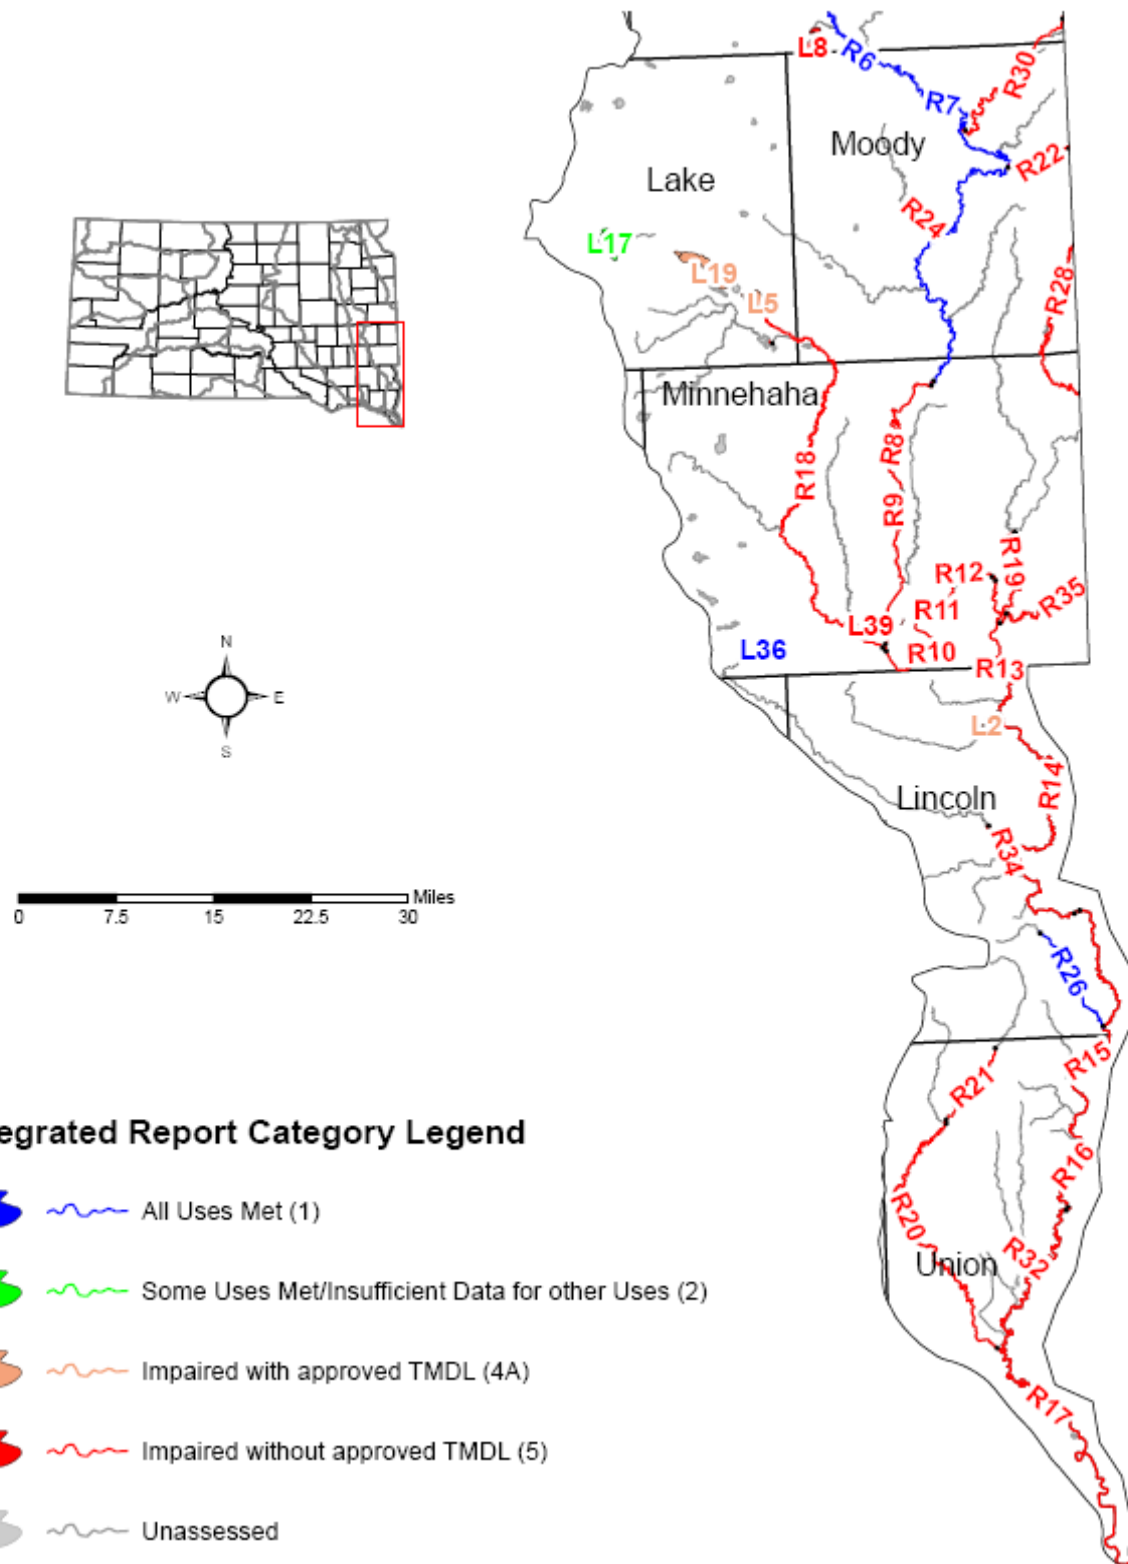 L8
R6
R30
R7
Moody
R22
Lake
R24
L17
L19
R28
L5
Minnehaha
R18
R8
R9
R19
R12
R35
R11
L39
R10
L36
R13
L2
N
W
E
S
R14
Lincoln
R34
Miles
0 7.5 15 22.5 30
R26
R15
R21
R16
R20
R32
Union
R17
egrated Report Category Legend
All Uses Met (1)
Some Uses Met/Insufficient Data for other Uses (2)
Impaired with approved TMDL (4A)
Impaired without approved TMDL (5)
Unassessed